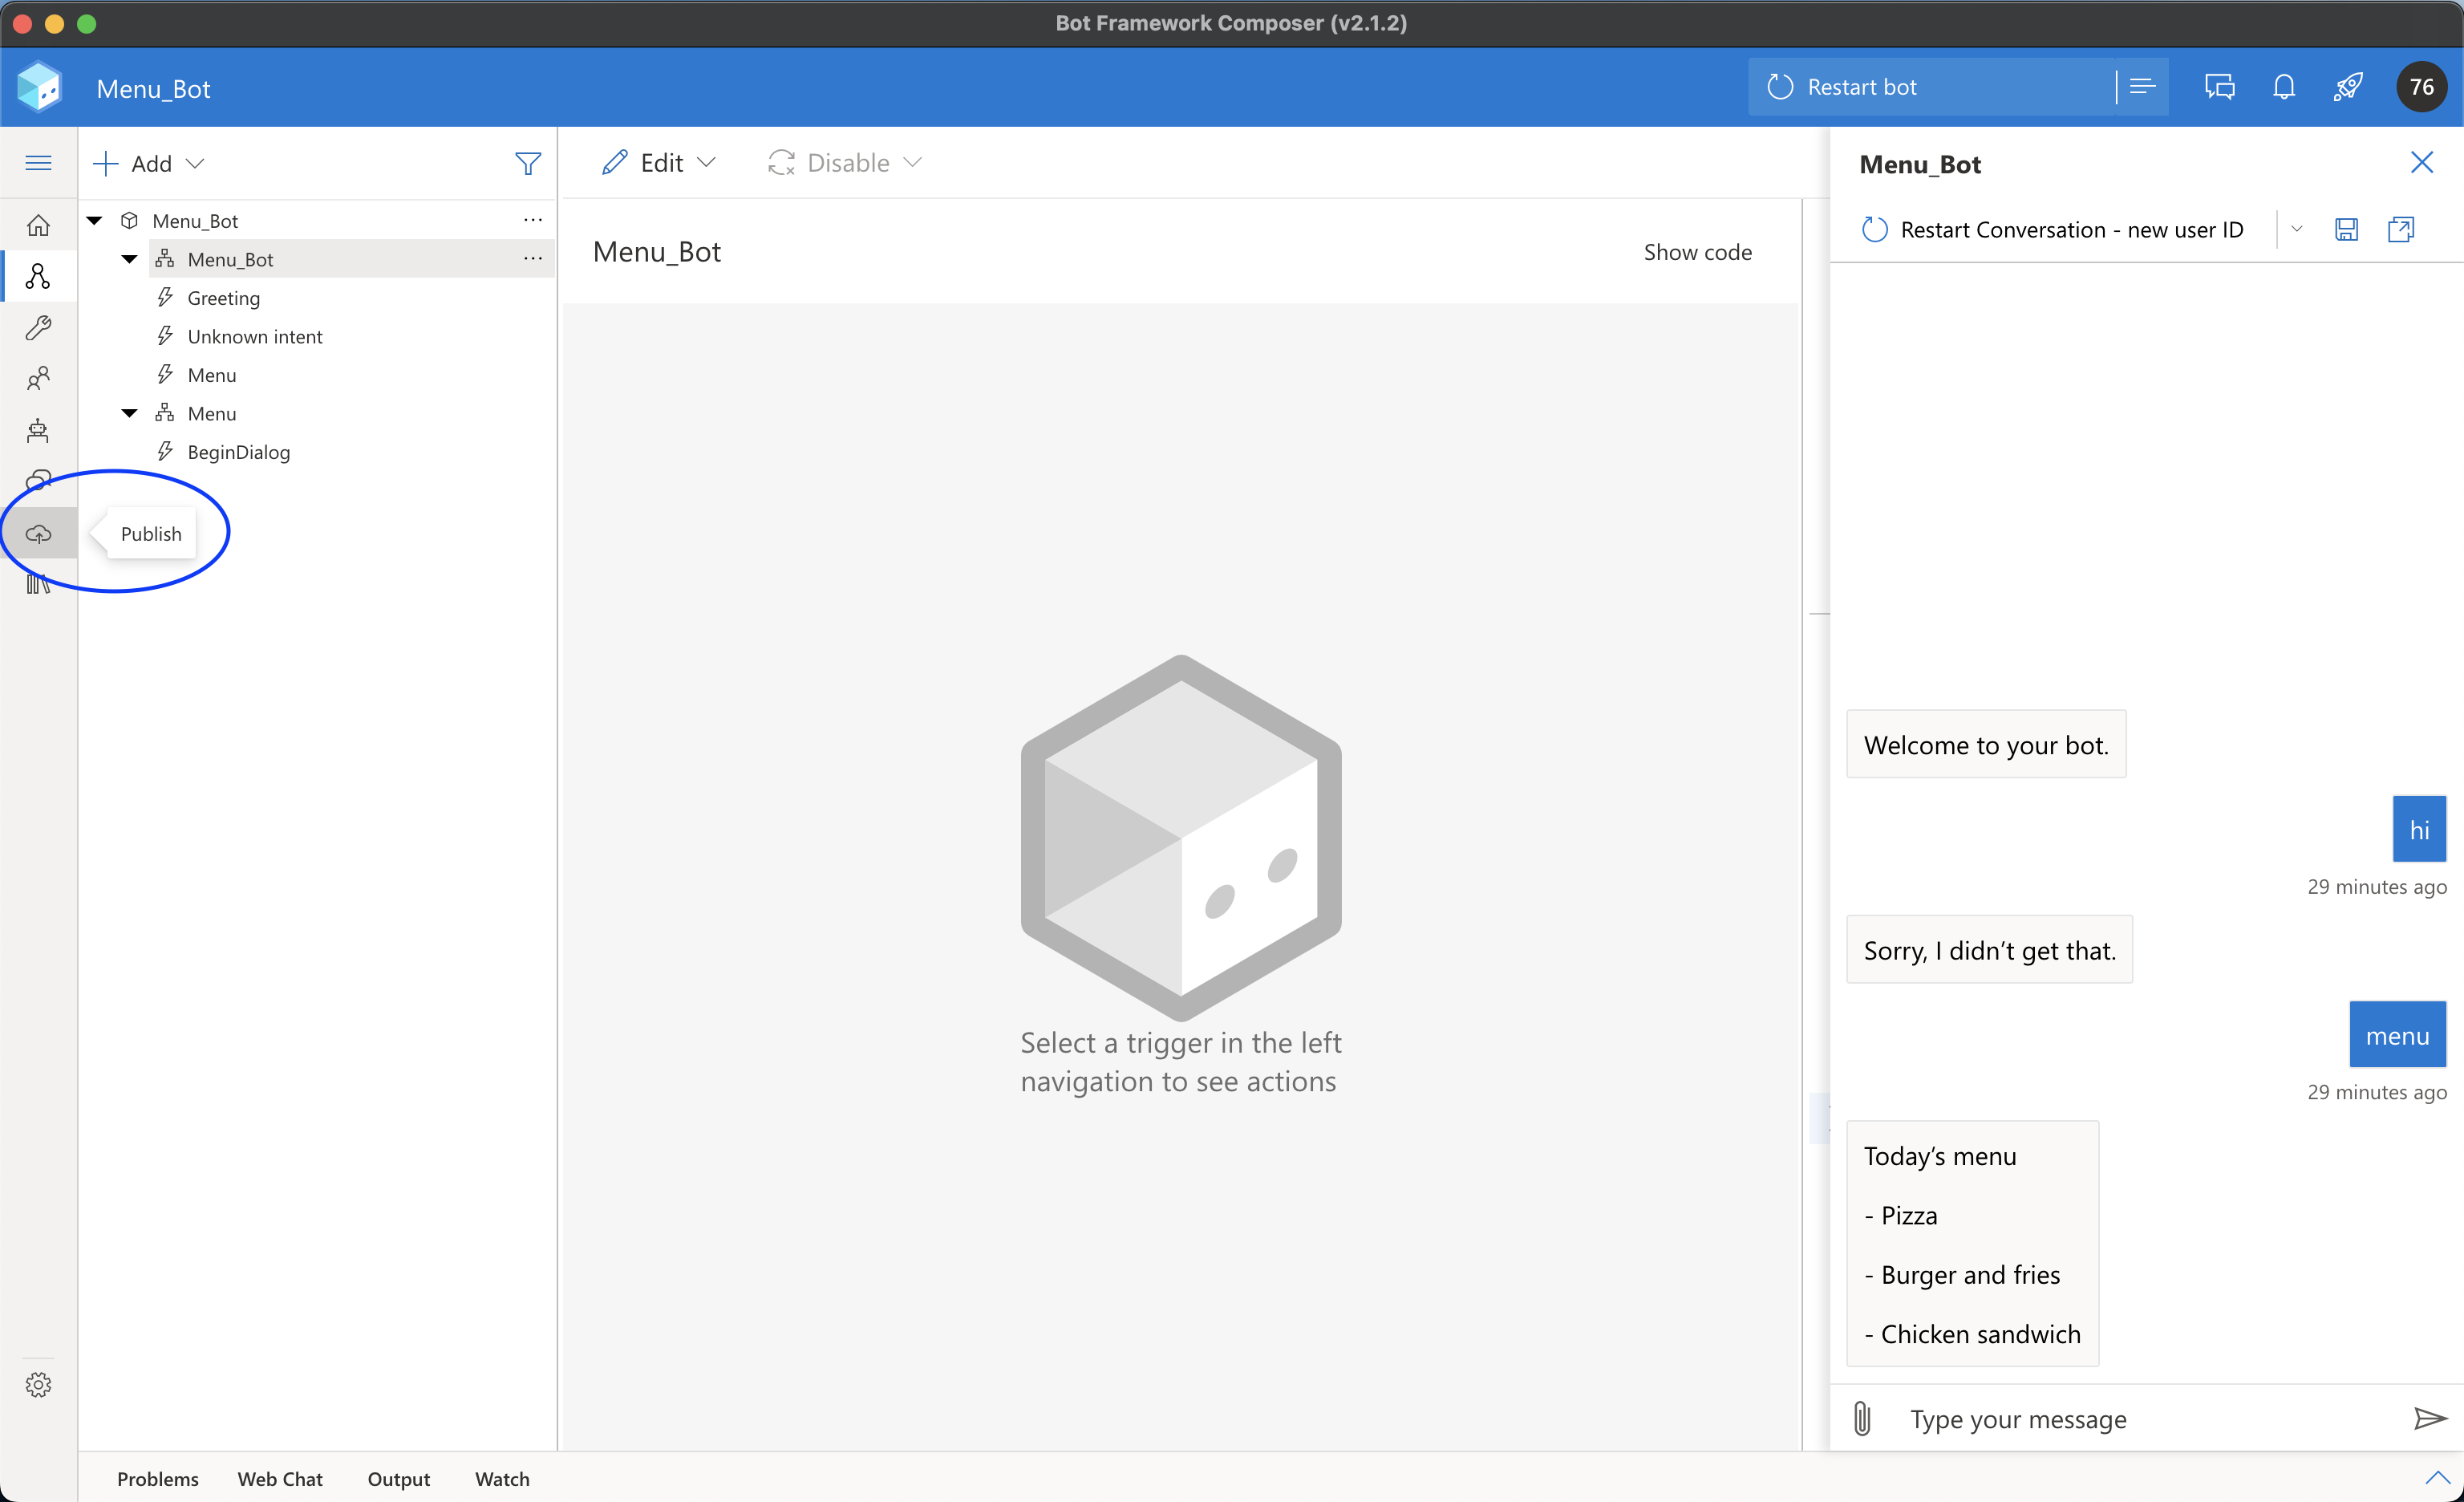 Bot Framework Composer (v2.1.2)
Menu_Bot
Restart bot
76
Add
Edit
Disable
Menu_Bot
Menu_Bot
Greeting
Unknown intent
Menu
Menu
BeginDialog
Publish
Menu_Bot
Show code
Select a trigger in the left
navigation to see actions
Menu_Bot
Restart Conversation - new user ID
Welcome to your bot.
hi
29 minutes ago
Sorry, I didn’t get that.
menu
29 minutes ago
Today’s menu
- Pizza
- Burger and fries
- Chicken sandwich
Type your message
Problems
Web Chat
Output
Watch